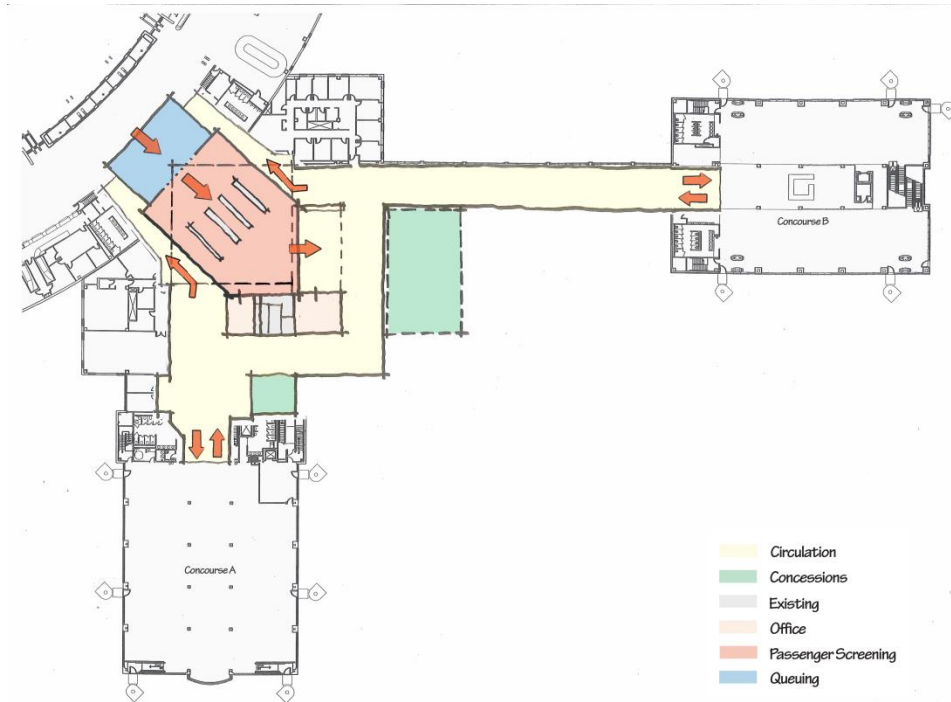 Concourse B
Concourse A
Circulation
Concessions
Existing
Office
Passenger Screening
Queuing